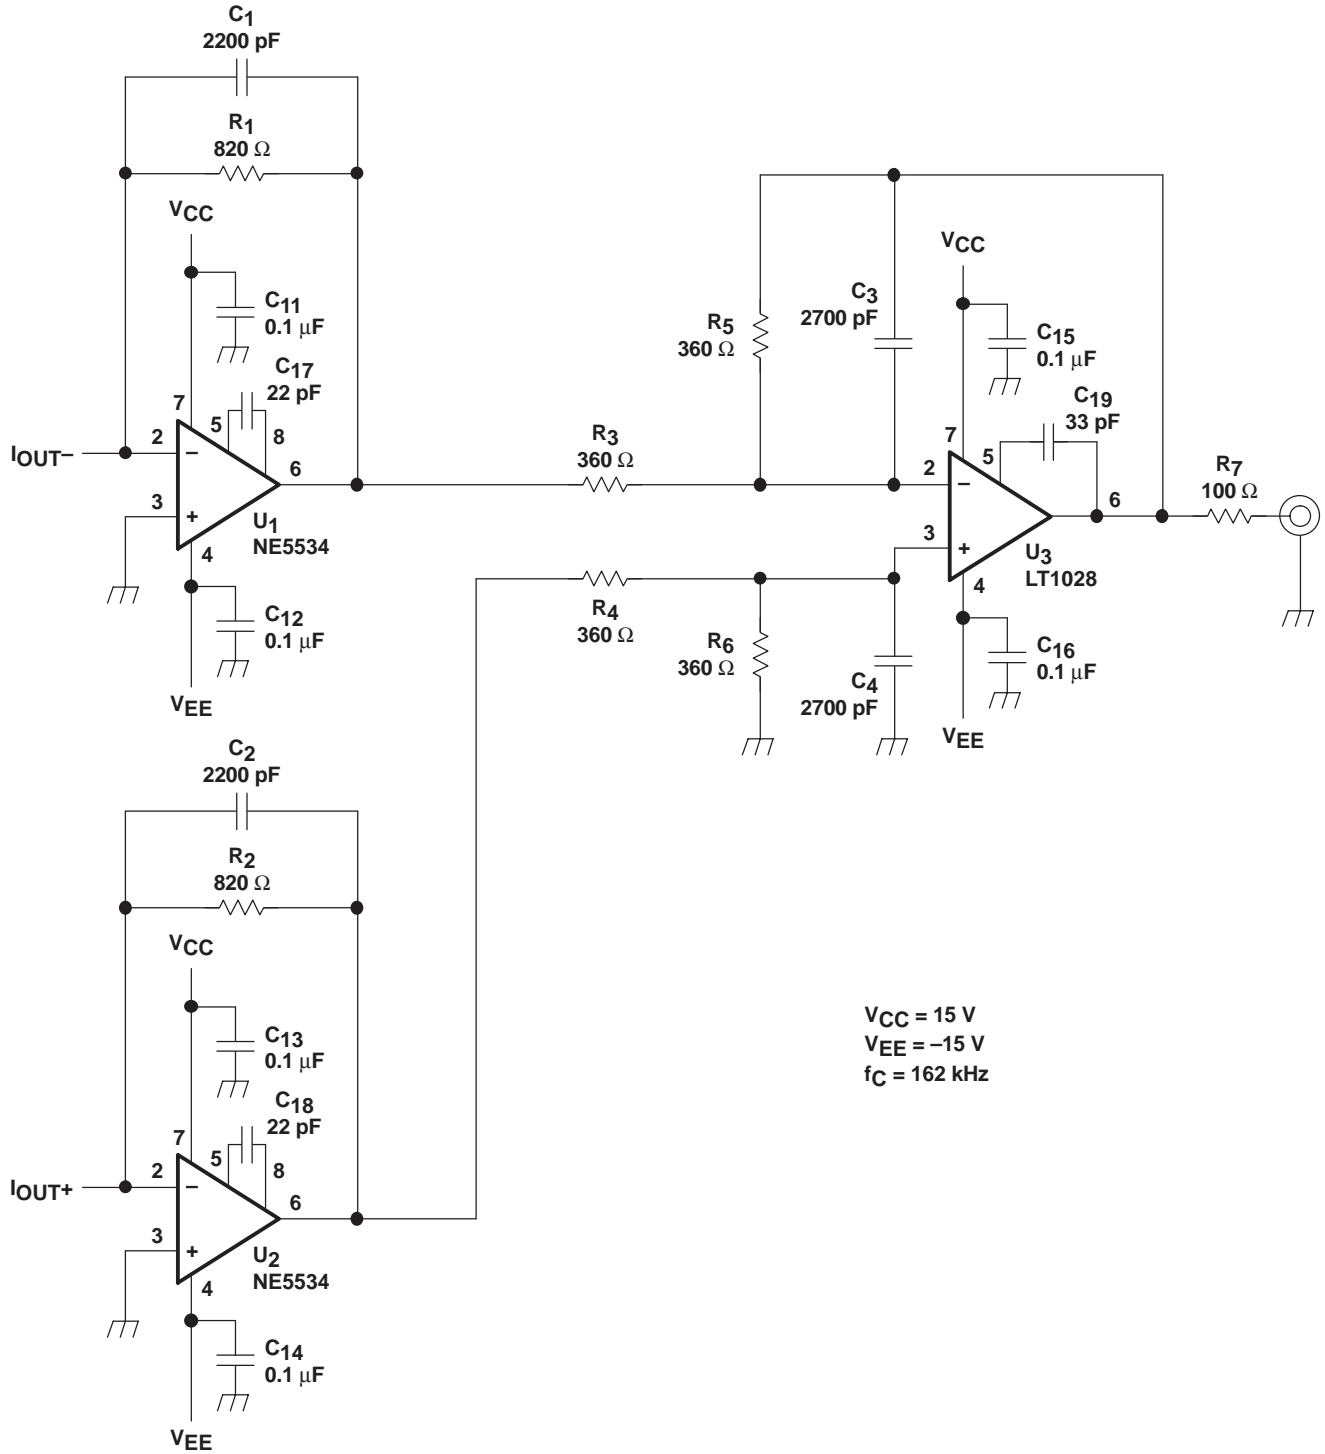 C1
2200 pF
R1
820 Ω
VCC
C11
0.1 μF
C17
22 pF
7
5
8
2
IOUT–
–
6
3
+
U1
NE5534
4
C12
0.1 μF
VEE
R3
360 Ω
R5
360 Ω
C3
2700 pF
VCC
C15
0.1 μF
C19
33 pF
7
5
2
–
6
R7
100 Ω
3
+
U3
LT1028
4
R4
360 Ω
R6
360 Ω
C4
2700 pF
C16
0.1 μF
VEE
C2
2200 pF
R2
820 Ω
VCC
C13
0.1 μF
C18
22 pF
7
5
8
2
IOUT+
–
6
3
+
U2
NE5534
4
C14
0.1 μF
VEE
VCC = 15 V
VEE = –15 V
fC = 162 kHz